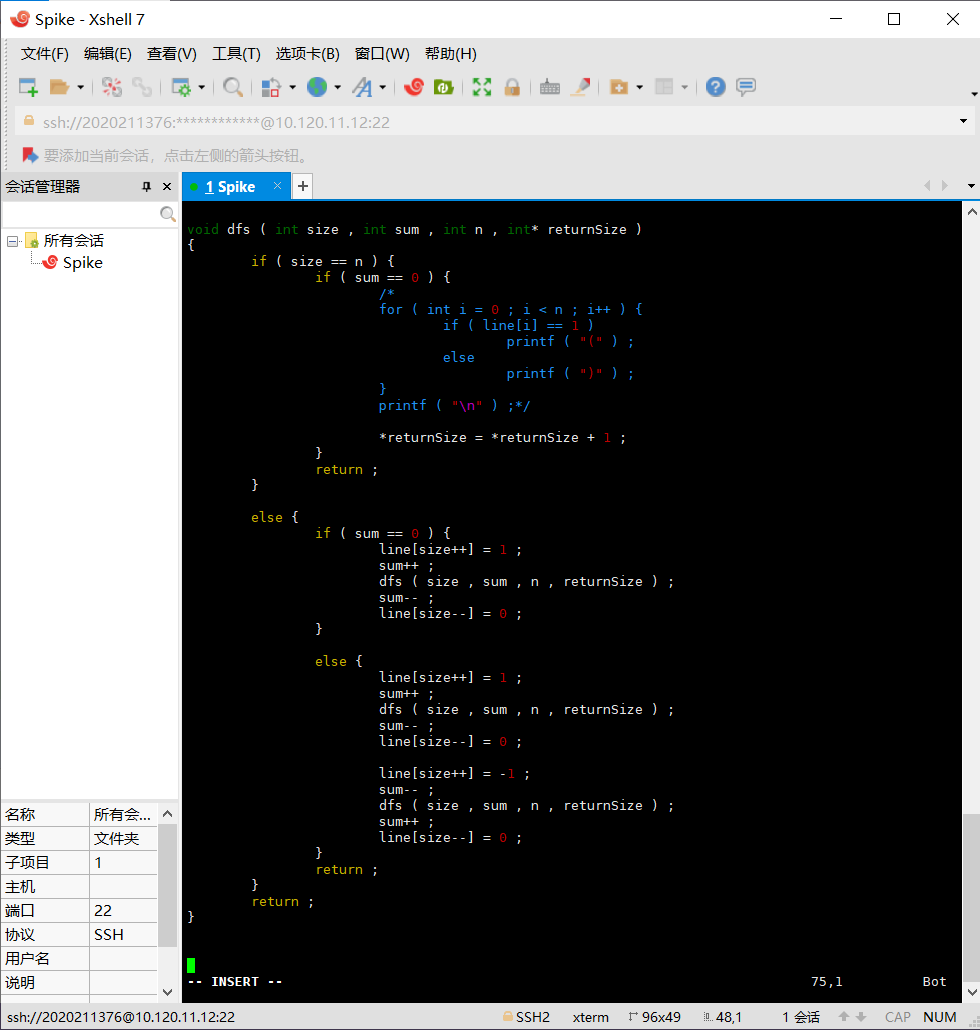 Spike - Xshell 7
文件(F) 编辑(E) 查看(V) 工具(T) 选项卡(B) 窗口(W) 帮助(H)
ssh://2020211376:************@10.120.11.12:22
要添加当前会话，点击左侧的箭头按钮。
会话管理器
1 Spike
所有会话
Spike
void dfs ( int size , int sum , int n , int* returnSize )
{
if ( size == n ) {
if ( sum == 0 ) {
/*
for ( int i = 0 ; i < n ; i++ ) {
if ( line[i] == 1 )
printf ( "(" ) ;
else
printf ( ")" ) ;
}
printf ( "\n" ) ;*/
*returnSize = *returnSize + 1 ;
}
return ;
}
else {
if ( sum == 0 ) {
line[size++] = 1 ;
sum++ ;
dfs ( size , sum , n , returnSize ) ;
sum-- ;
line[size--] = 0 ;
}
else {
line[size++] = 1 ;
sum++ ;
dfs ( size , sum , n , returnSize ) ;
sum-- ;
line[size--] = 0 ;
line[size++] = -1 ;
sum-- ;
dfs ( size , sum , n , returnSize ) ;
sum++ ;
line[size--] = 0 ;
}
return ;
}
return ;
}
-- INSERT -- 75,1 Bot
名称 所有会...
类型 文件夹
子项目 1
主机
端口 22
协议 SSH
用户名
说明
ssh://2020211376@10.120.11.12:22 SSH2 xterm 96x49 48,1 1 会话 CAP NUM